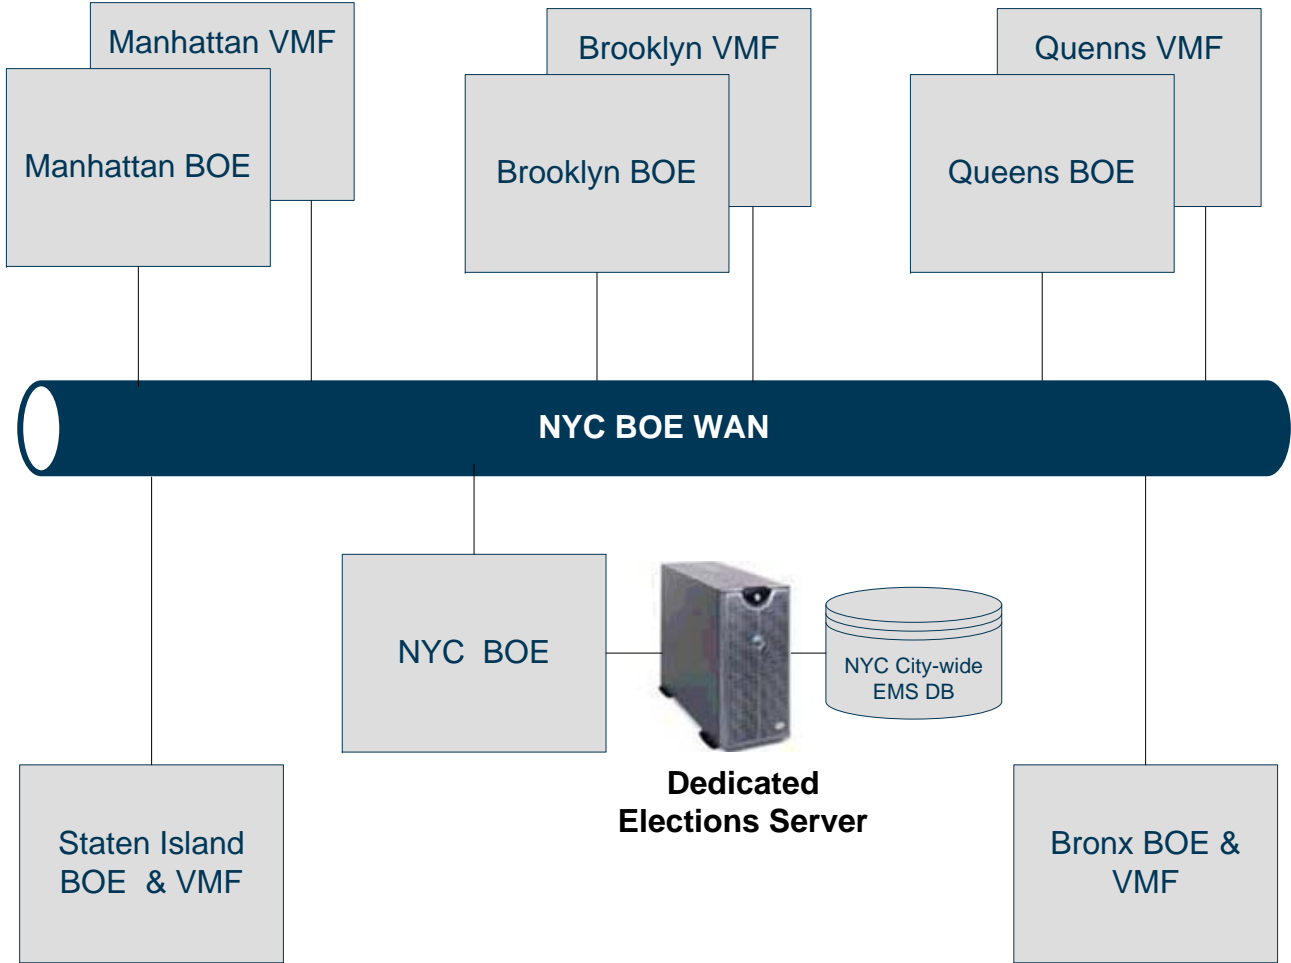 Manhattan VMF
Manhattan BOE
Brooklyn VMF
Brooklyn BOE
Quenns VMF
Queens BOE
NYC BOE WAN
NYC BOE
NYC City-wide
EMS DB
Dedicated
Elections Server
Staten Island
BOE & VMF
Bronx BOE &
VMF